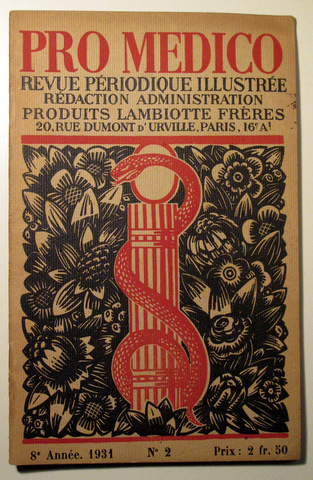 PRO MEDICO
REVUE PÉRIODIQUE ILLUSTRÉE
RÉDACTION ADMINISTRATION
PRODUITS LAMBIOTTE FRÈRES
20, RUE DUMONT D'URVILLE, PARIS, 16ᵉ Aᵗ
8ᵉ Année. 1931 Nº 2 Prix : 2 fr. 50